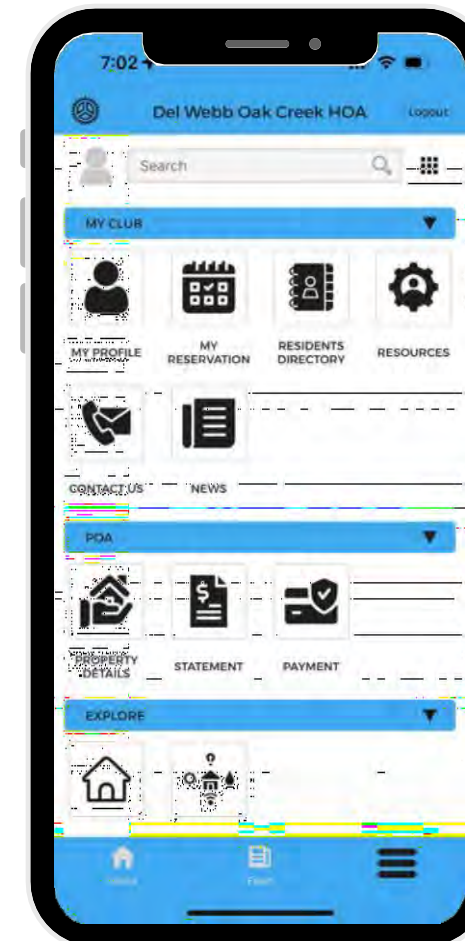 7:02
Del Webb Oak Creek HOA
Logout
Search
MY CLUB
MY PROFILE
MY RESERVATION
RESIDENTS DIRECTORY
RESOURCES
CONTACT US
NEWS
POA
PROPERTY DETAILS
STATEMENT
PAYMENT
EXPLORE